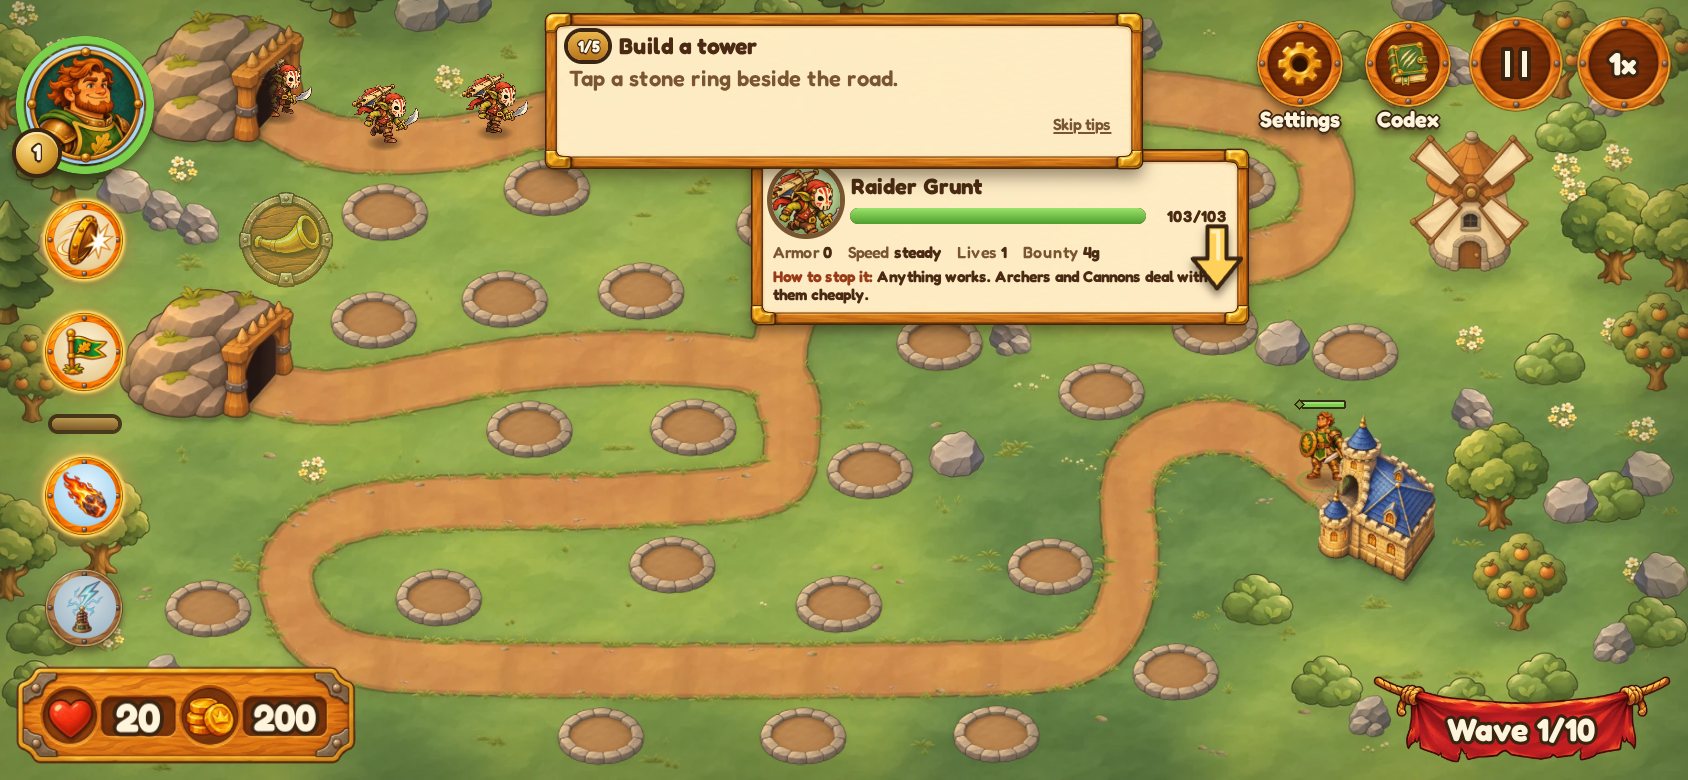 1/5 Build a tower
Tap a stone ring beside the road.
Skip tips
Settings
Codex
1x
1
Raider Grunt
103/103
Armor 0 Speed steady Lives 1 Bounty 4g
How to stop it: Anything works. Archers and Cannons deal with
them cheaply.
20
200
Wave 1/10